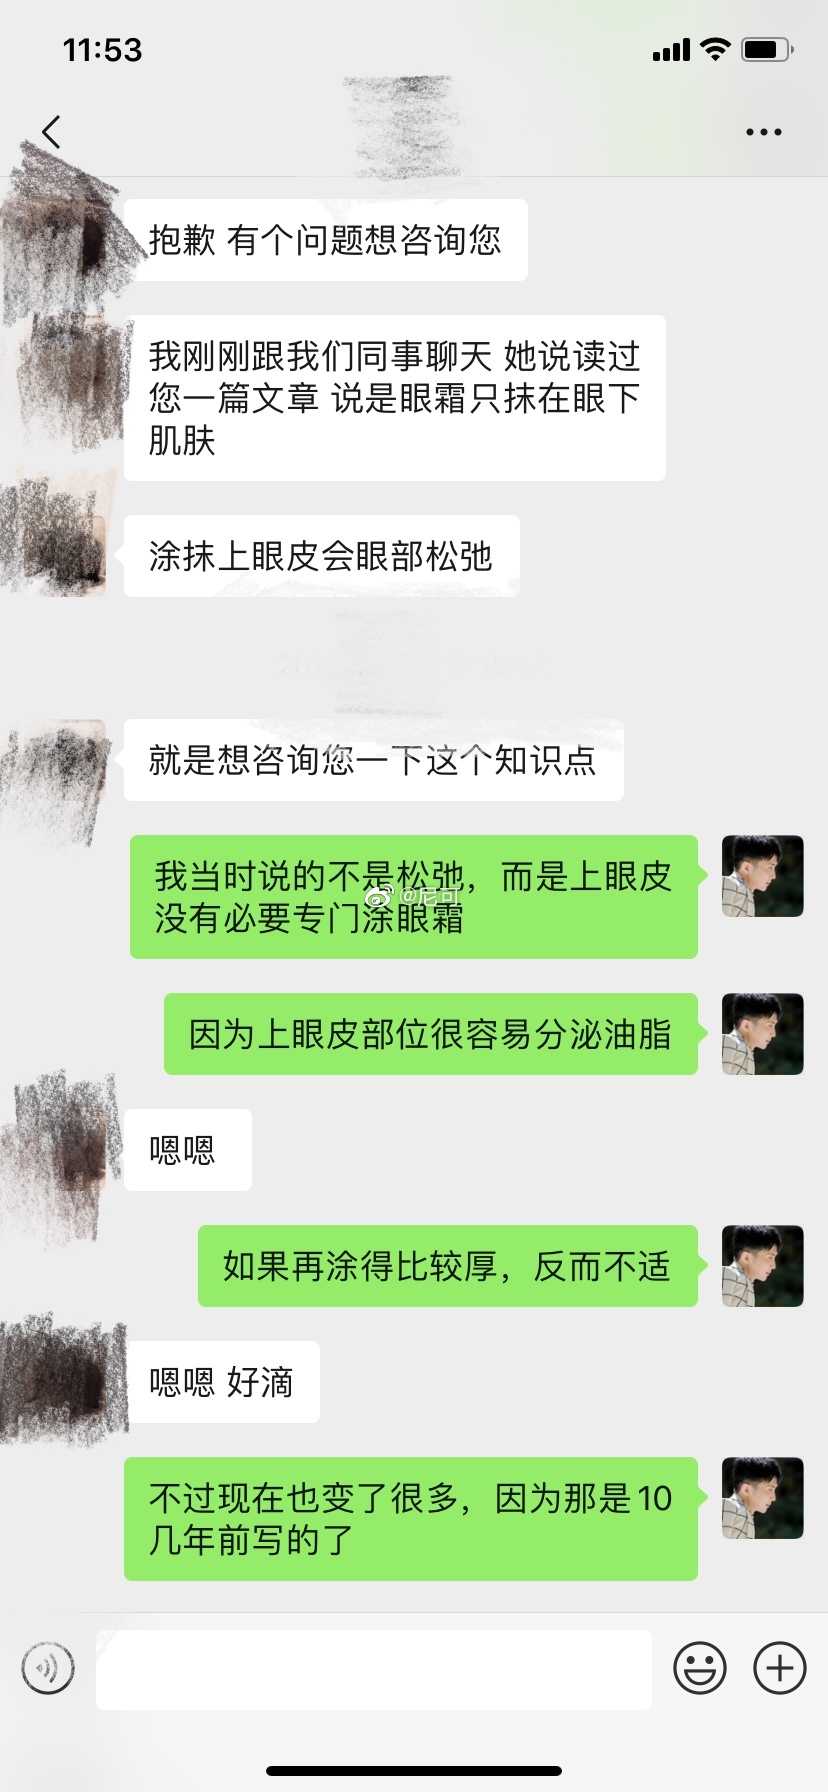 11:53
抱歉 有个问题想咨询您
我刚刚跟我们同事聊天 她说读过
您一篇文章 说是眼霜只抹在眼下
肌肤
涂抹上眼皮会眼部松弛
就是想咨询您一下这个知识点
我当时说的不是松弛，而是上眼皮
没有必要专门涂眼霜
@尼可
因为上眼皮部位很容易分泌油脂
嗯嗯
如果再涂得比较厚，反而不适
嗯嗯 好滴
不过现在也变了很多，因为那是10
几年前写的了